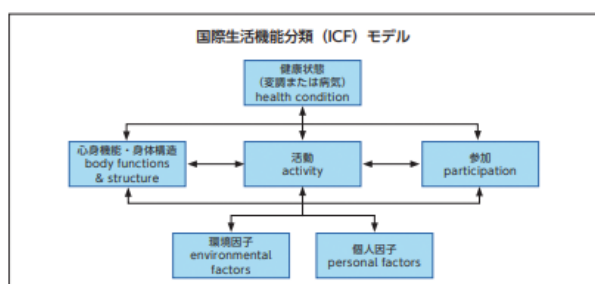 国際生活機能分類（ICF）モデル
健康状態
（変調または病気）
health condition
心身機能・身体構造
body functions
& structure
活動
activity
参加
participation
環境因子
environmental
factors
個人因子
personal factors